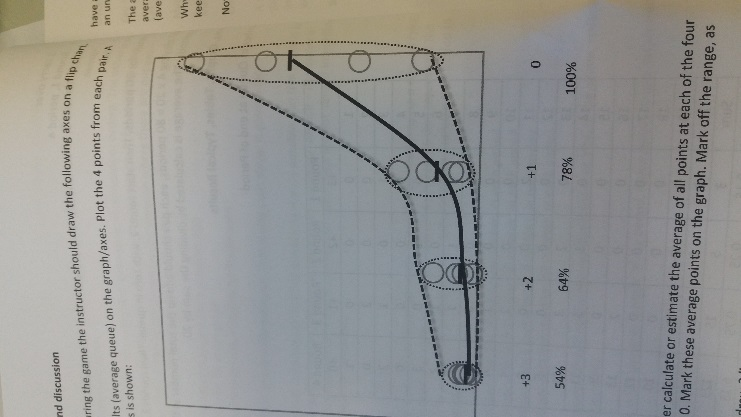 nd discussion
ring the game the instructor should draw the following axes on a flip chart
lts (average queue) on the graph/axes. Plot the 4 points from each pair. A
s is shown:
+3 +2 +1 0
54% 64% 78% 100%
er calculate or estimate the average of all points at each of the four
0. Mark these average points on the graph. Mark off the range, as
have
an un
The a
avera
(ave
Wh
kee
No